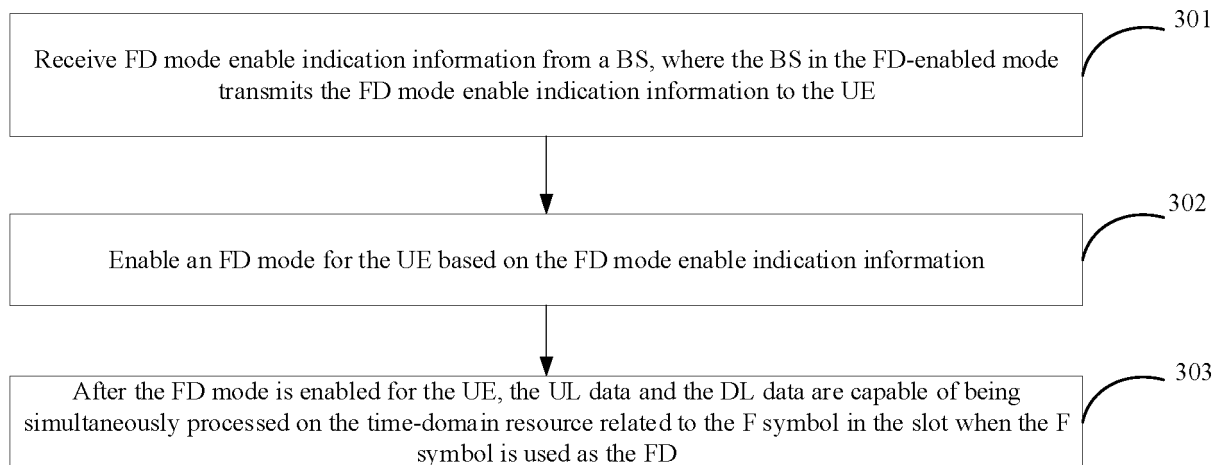 301
Receive FD mode enable indication information from a BS, where the BS in the FD-enabled mode
transmits the FD mode enable indication information to the UE
302
Enable an FD mode for the UE based on the FD mode enable indication information
303
After the FD mode is enabled for the UE, the UL data and the DL data are capable of being
simultaneously processed on the time-domain resource related to the F symbol in the slot when the F
symbol is used as the FD